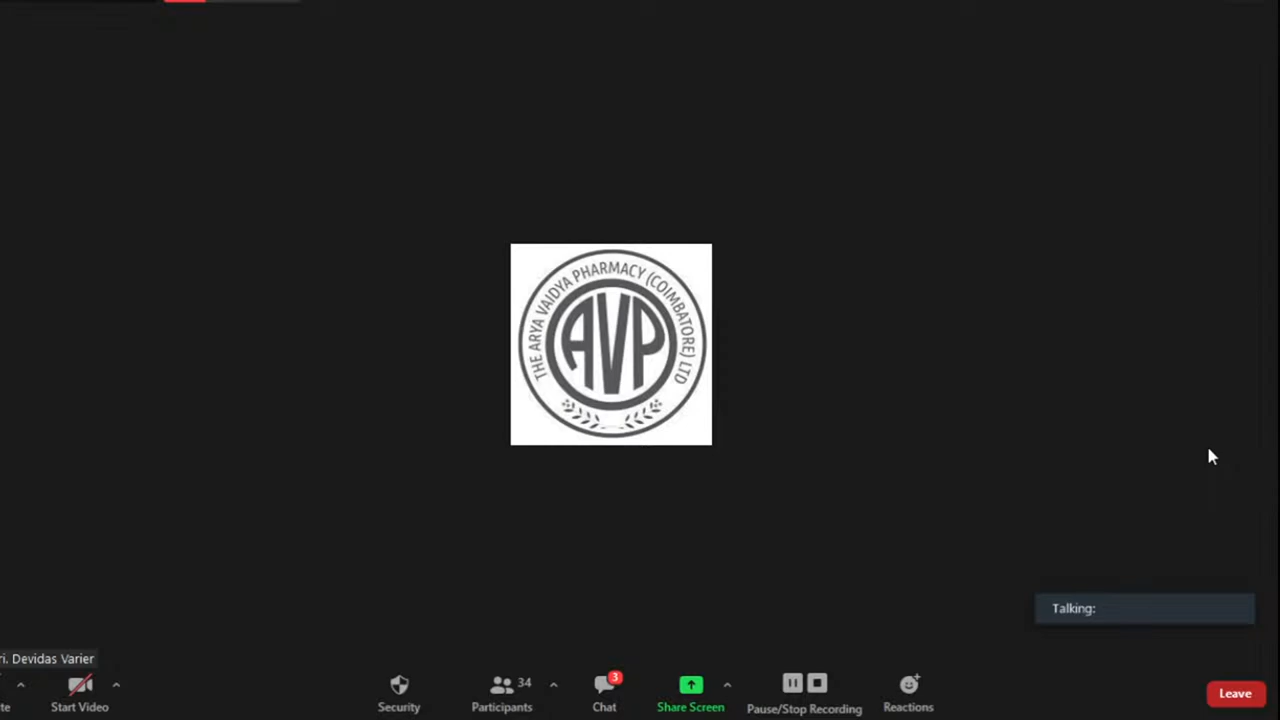 THE ARYA VAIDYA PHARMACY (COIMBATORE) LTD
AVP
Talking:
ri. Devidas Varier
te
Start Video
Security
34
Participants
3
Chat
Share Screen
Pause/Stop Recording
Reactions
Leave